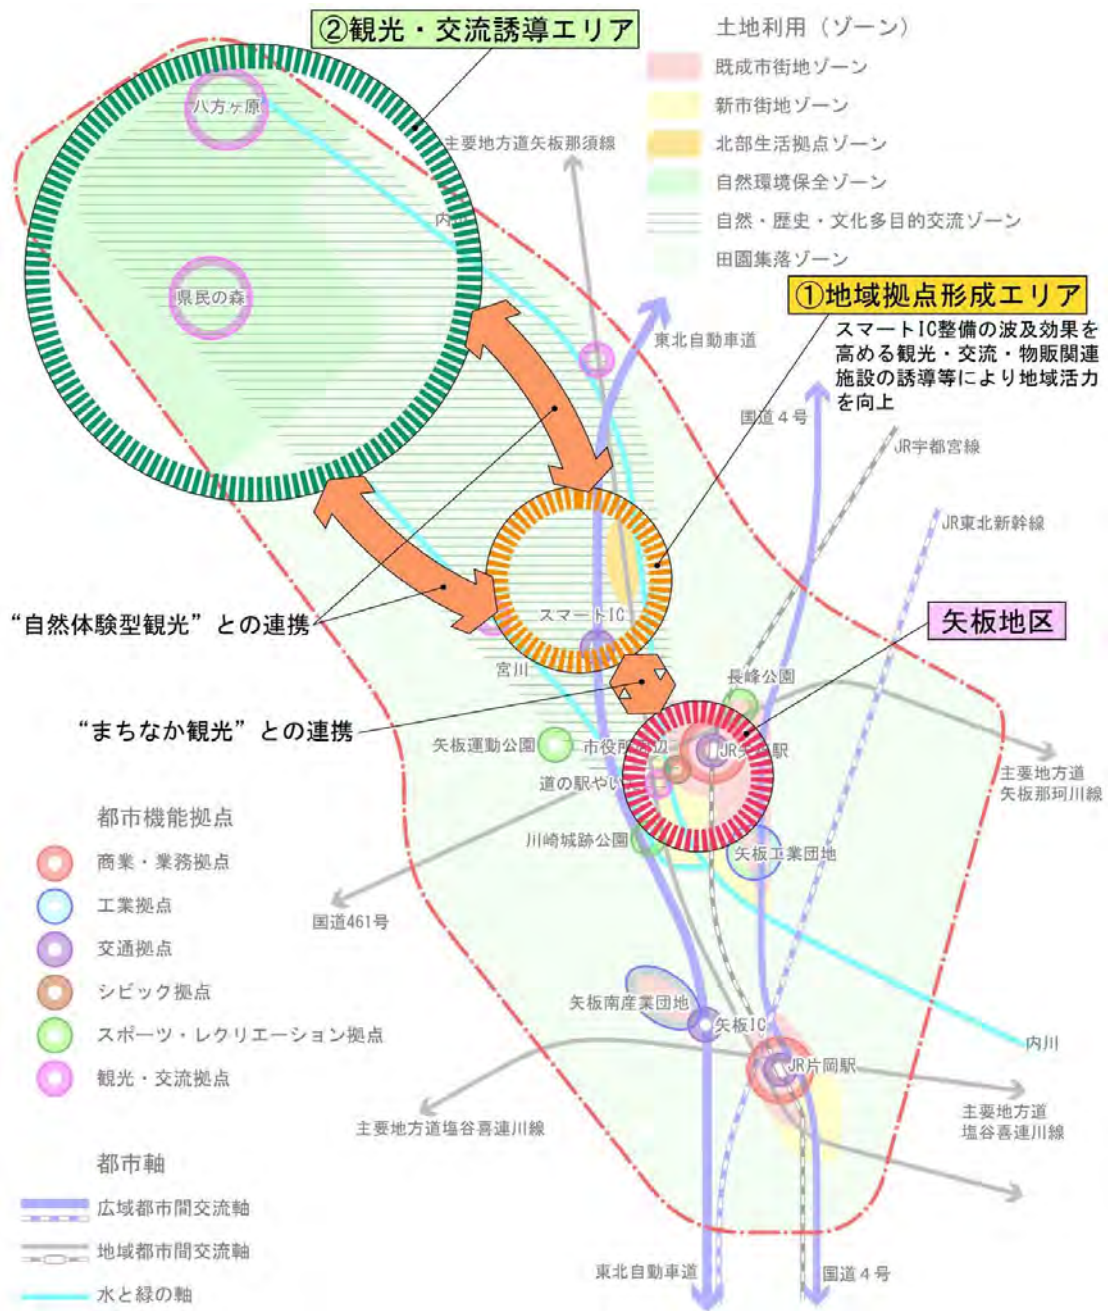 ②観光・交流誘導エリア
土地利用（ゾーン）
既成市街地ゾーン
新市街地ゾーン
北部生活拠点ゾーン
自然環境保全ゾーン
自然・歴史・文化多目的交流ゾーン
田園集落ゾーン
八方ヶ原
主要地方道矢板那須線
内川
県民の森
①地域拠点形成エリア
スマートIC整備の波及効果を
高める観光・交流・物販関連
施設の誘導等により地域活力
を向上
東北自動車道
国道４号
JR宇都宮線
JR東北新幹線
“自然体験型観光”との連携
スマートIC
矢板地区
宮川
長峰公園
“まちなか観光”との連携
矢板運動公園
市役所周辺
JR矢板駅
道の駅やいた
主要地方道
矢板那珂川線
川崎城跡公園
矢板工業団地
国道461号
都市機能拠点
商業・業務拠点
工業拠点
交通拠点
シビック拠点
スポーツ・レクリエーション拠点
観光・交流拠点
矢板南産業団地
矢板IC
内川
JR片岡駅
主要地方道塩谷喜連川線
主要地方道
塩谷喜連川線
都市軸
広域都市間交流軸
地域都市間交流軸
水と緑の軸
東北自動車道
国道４号